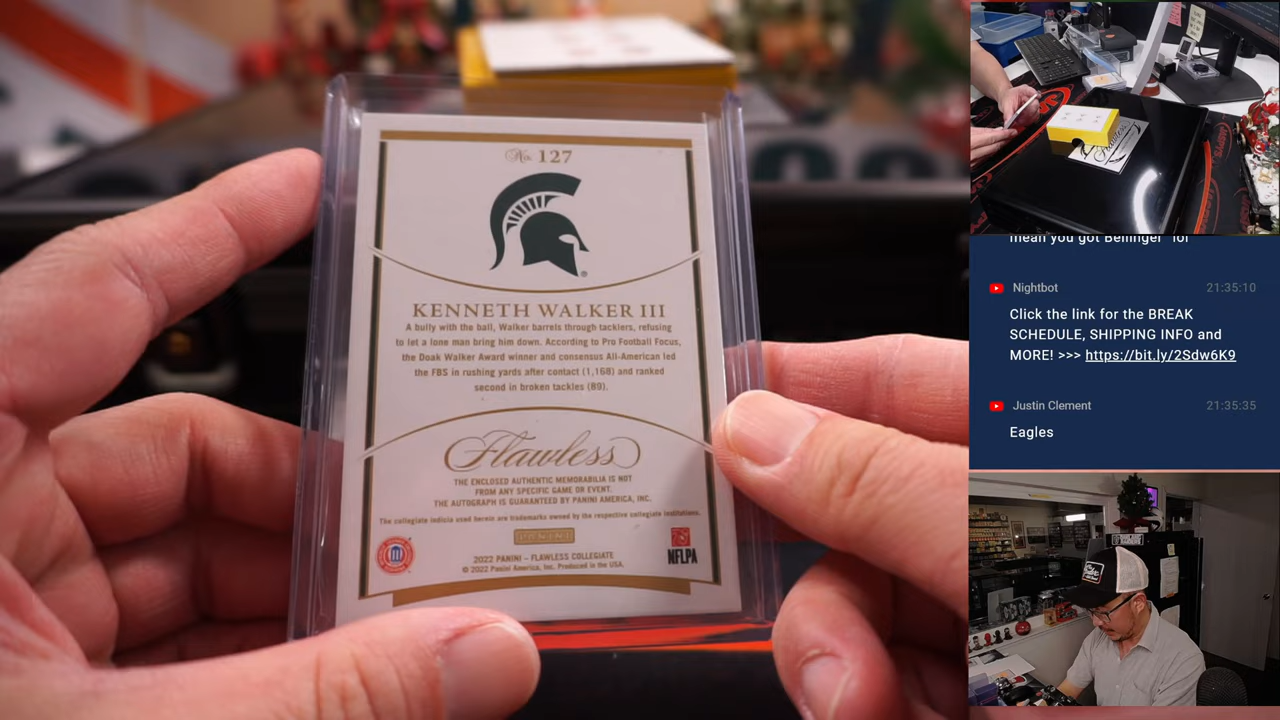 No. 127
KENNETH WALKER III
A bully with the ball, Walker barrels through tacklers, refusing
to let a lone man bring him down. According to Pro Football Focus,
the Doak Walker Award winner and consensus All-American led
the FBS in rushing yards after contact (1,168) and ranked
second in broken tackles (89).
Flawless
THE ENCLOSED AUTHENTIC MEMORABILIA IS NOT
FROM ANY SPECIFIC GAME OR EVENT.
THE AUTOGRAPH IS GUARANTEED BY PANINI AMERICA, INC.
The collegiate indicia used herein are trademarks owned by the respective collegiate institutions.
PANINI
NFLPA
2022 PANINI – FLAWLESS COLLEGIATE
© 2022 Panini America, Inc. Produced in the USA.
Flawless
mean you got Bellinger" lol
Nightbot 21:35:10
Click the link for the BREAK
SCHEDULE, SHIPPING INFO and
MORE! >>> https://bit.ly/2Sdw6K9
Justin Clement 21:35:35
Eagles